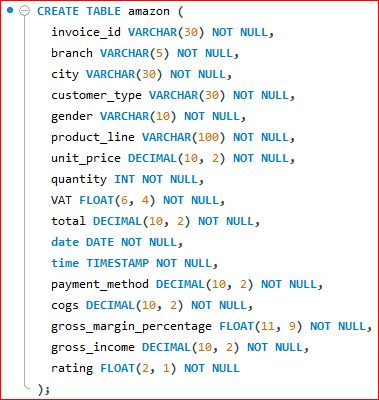 CREATE TABLE amazon (
invoice_id VARCHAR(30) NOT NULL,
branch VARCHAR(5) NOT NULL,
city VARCHAR(30) NOT NULL,
customer_type VARCHAR(30) NOT NULL,
gender VARCHAR(10) NOT NULL,
product_line VARCHAR(100) NOT NULL,
unit_price DECIMAL(10, 2) NOT NULL,
quantity INT NOT NULL,
VAT FLOAT(6, 4) NOT NULL,
total DECIMAL(10, 2) NOT NULL,
date DATE NOT NULL,
time TIMESTAMP NOT NULL,
payment_method DECIMAL(10, 2) NOT NULL,
cogs DECIMAL(10, 2) NOT NULL,
gross_margin_percentage FLOAT(11, 9) NOT NULL,
gross_income DECIMAL(10, 2) NOT NULL,
rating FLOAT(2, 1) NOT NULL
);